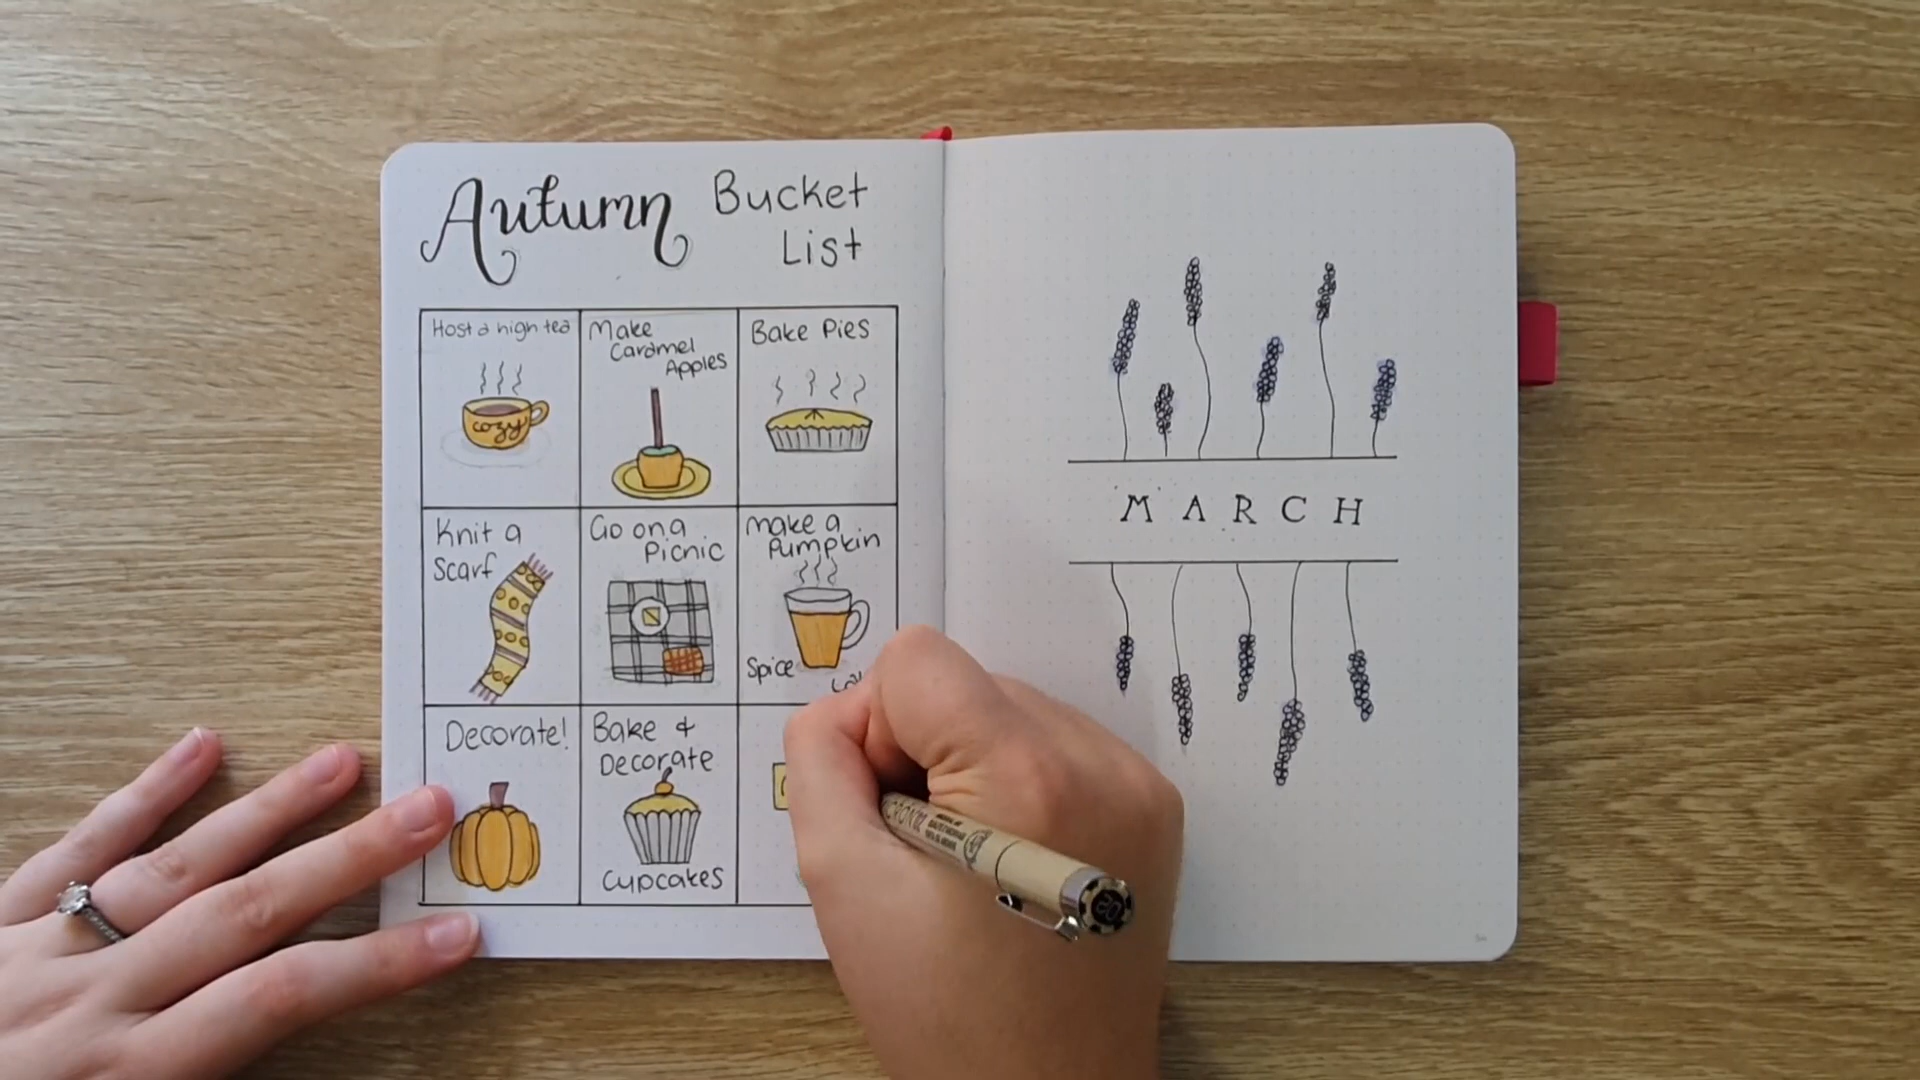 Autumn Bucket
List
Host a high tea
cozy
Make
Caramel
Apples
Bake Pies
Knit a
Scarf
Go on a
Picnic
make a
Pumpkin
Spice
Decorate!
Bake &
Decorate
Cupcakes
MARCH
02